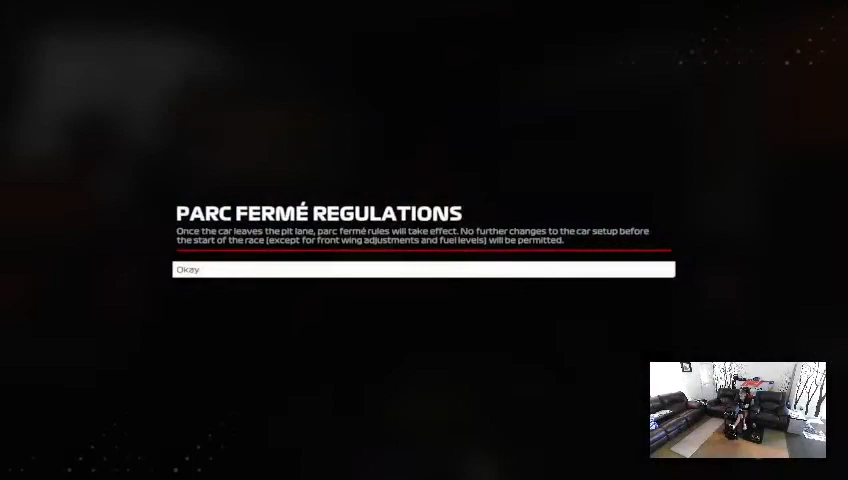 PARC FERMÉ REGULATIONS
Once the car leaves the pit lane, parc fermé rules will take effect. No further changes to the car setup before
the start of the race (except for front wing adjustments and fuel levels) will be permitted.
Okay